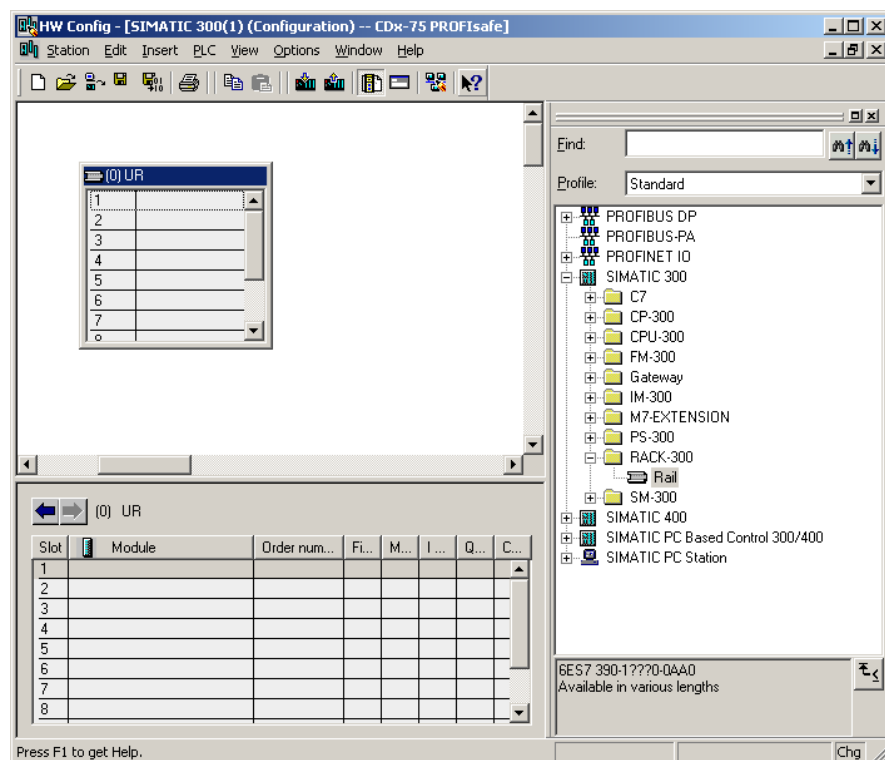 HW Config - [SIMATIC 300(1) (Configuration) -- CDx-75 PROFIsafe]
Station Edit Insert PLC View Options Window Help
(0) UR
1
2
3
4
5
6
7
8
Find:
Profile: Standard
PROFIBUS DP
PROFIBUS-PA
PROFINET IO
SIMATIC 300
C7
CP-300
CPU-300
FM-300
Gateway
IM-300
M7-EXTENSION
PS-300
RACK-300
Rail
SM-300
SIMATIC 400
SIMATIC PC Based Control 300/400
SIMATIC PC Station
(0) UR
Slot Module Order num... Fi... M... I ... Q... C...
1
2
3
4
5
6
7
8
6ES7 390-1???0-0AA0
Available in various lengths
Press F1 to get Help.
Chg